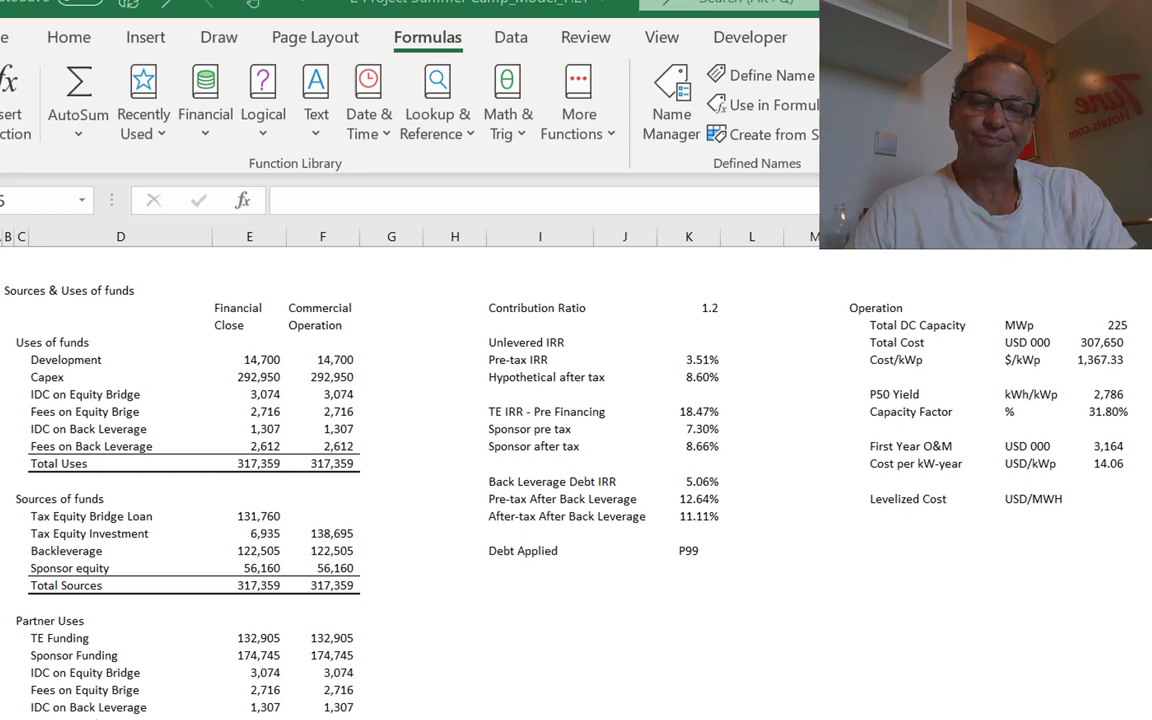 Home Insert Draw Page Layout Formulas Data Review View Developer
AutoSum
Recently Used
Financial
Logical
Text
Date & Time
Lookup & Reference
Math & Trig
More Functions
Name Manager
Define Name
Use in Formul
Create from S
Function Library
Defined Names
fx
B C D E F G H I J K L M
Sources & Uses of funds
Financial Close Commercial Operation
Uses of funds
Development 14,700 14,700
Capex 292,950 292,950
IDC on Equity Bridge 3,074 3,074
Fees on Equity Brige 2,716 2,716
IDC on Back Leverage 1,307 1,307
Fees on Back Leverage 2,612 2,612
Total Uses 317,359 317,359
Sources of funds
Tax Equity Bridge Loan 131,760
Tax Equity Investment 6,935 138,695
Backleverage 122,505 122,505
Sponsor equity 56,160 56,160
Total Sources 317,359 317,359
Partner Uses
TE Funding 132,905 132,905
Sponsor Funding 174,745 174,745
IDC on Equity Bridge 3,074 3,074
Fees on Equity Brige 2,716 2,716
IDC on Back Leverage 1,307 1,307
Contribution Ratio 1.2
Unlevered IRR
Pre-tax IRR 3.51%
Hypothetical after tax 8.60%
TE IRR - Pre Financing 18.47%
Sponsor pre tax 7.30%
Sponsor after tax 8.66%
Back Leverage Debt IRR 5.06%
Pre-tax After Back Leverage 12.64%
After-tax After Back Leverage 11.11%
Debt Applied P99
Operation
Total DC Capacity MWp 225
Total Cost USD 000 307,650
Cost/kWp $/kWp 1,367.33
P50 Yield kWh/kWp 2,786
Capacity Factor % 31.80%
First Year O&M USD 000 3,164
Cost per kW-year USD/kWp 14.06
Levelized Cost USD/MWH
Tune
Hotels.com